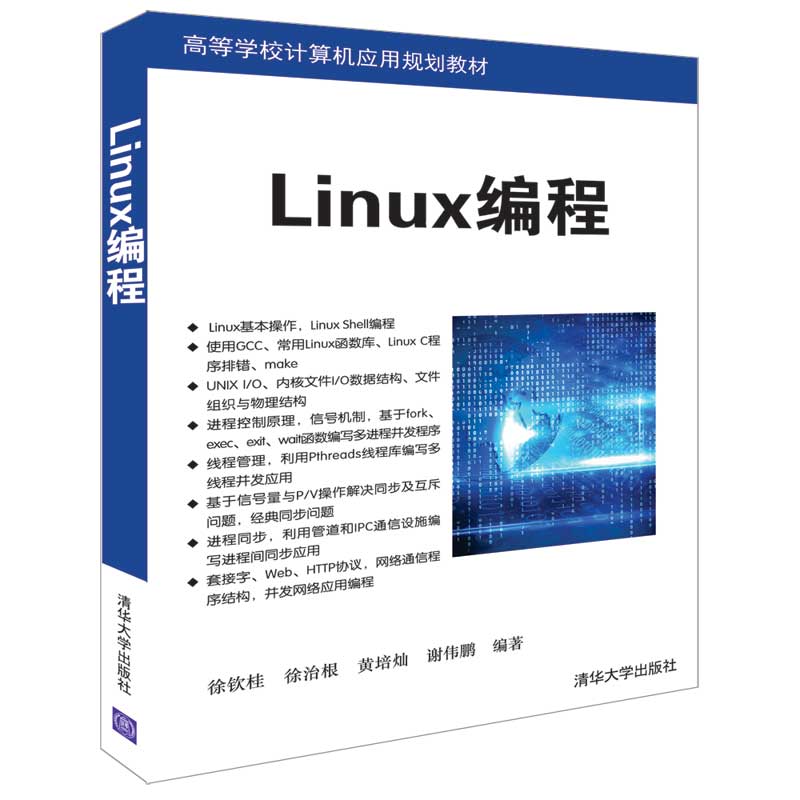 高等学校计算机应用规划教材
Linux编程
Linux编程
◆ Linux基本操作，Linux Shell编程
◆ 使用GCC、常用Linux函数库、Linux C程
序排错、make
◆ UNIX I/O、内核文件I/O数据结构、文件
组织与物理结构
◆ 进程控制原理，信号机制，基于fork、
exec、exit、wait函数编写多进程并发程序
◆ 线程管理，利用Pthreads线程库编写多
线程并发应用
◆ 基于信号量与P/V操作解决同步及互斥
问题，经典同步问题
◆ 进程同步，利用管道和IPC通信设施编
写进程间同步应用
◆ 套接字、Web、HTTP协议，网络通信程
序结构，并发网络应用编程
徐钦桂 徐治根 黄培灿 谢伟鹏 编著
清华大学出版社
清华大学出版社